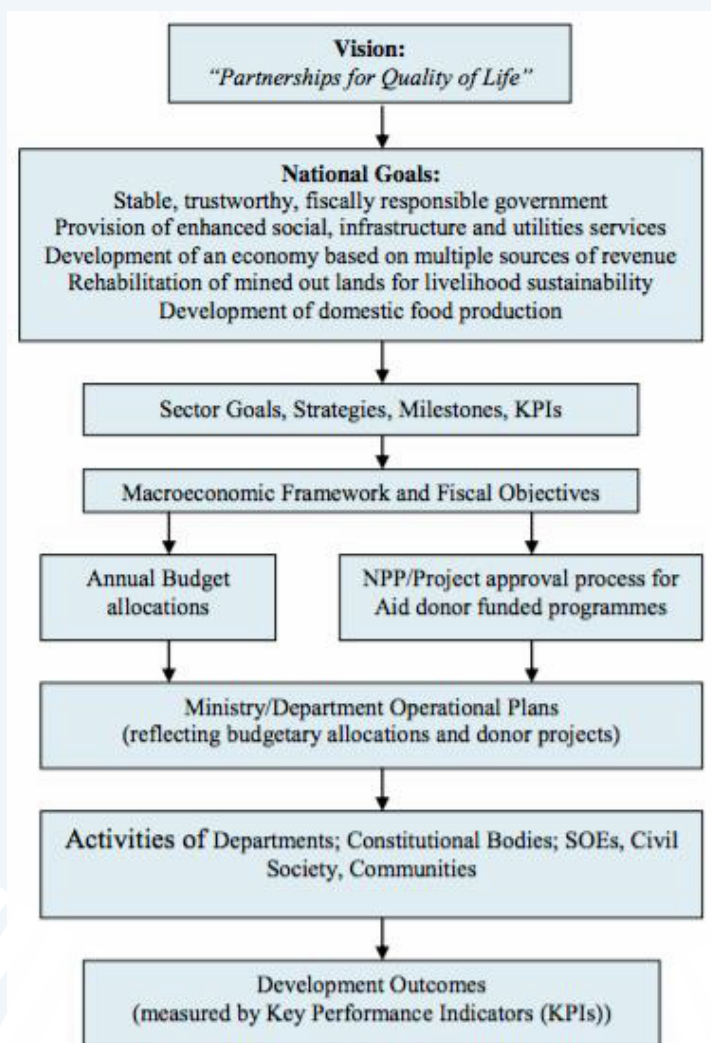 Vision:
“Partnerships for Quality of Life”
National Goals:
Stable, trustworthy, fiscally responsible government
Provision of enhanced social, infrastructure and utilities services
Development of an economy based on multiple sources of revenue
Rehabilitation of mined out lands for livelihood sustainability
Development of domestic food production
Sector Goals, Strategies, Milestones, KPIs
Macroeconomic Framework and Fiscal Objectives
Annual Budget
allocations
NPP/Project approval process for
Aid donor funded programmes
Ministry/Department Operational Plans
(reflecting budgetary allocations and donor projects)
Activities of Departments; Constitutional Bodies; SOEs, Civil
Society, Communities
Development Outcomes
(measured by Key Performance Indicators (KPIs))